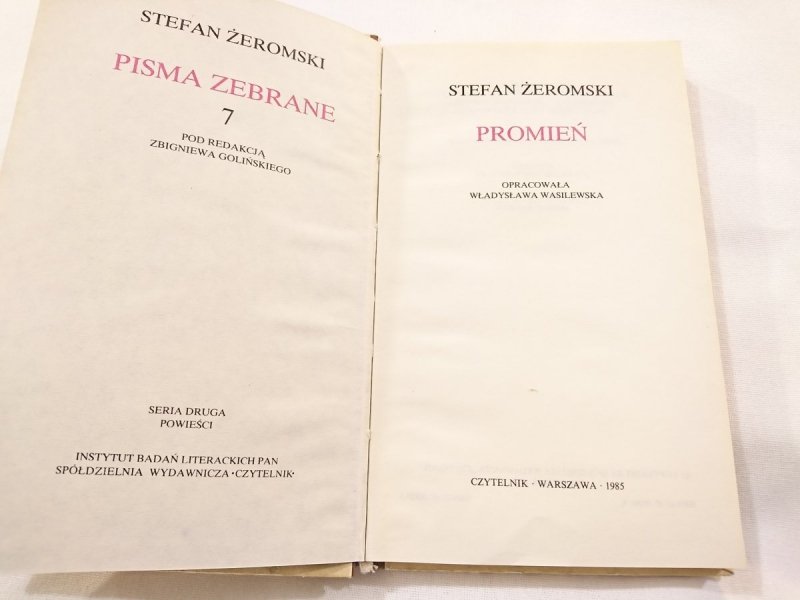 STEFAN ŻEROMSKI
PISMA ZEBRANE
7
POD REDAKCJĄ
ZBIGNIEWA GOLIŃSKIEGO
SERIA DRUGA
POWIEŚCI
INSTYTUT BADAŃ LITERACKICH PAN
SPÓŁDZIELNIA WYDAWNICZA •CZYTELNIK•
STEFAN ŻEROMSKI
PROMIEŃ
OPRACOWAŁA
WŁADYSŁAWA WASILEWSKA
CZYTELNIK · WARSZAWA · 1985